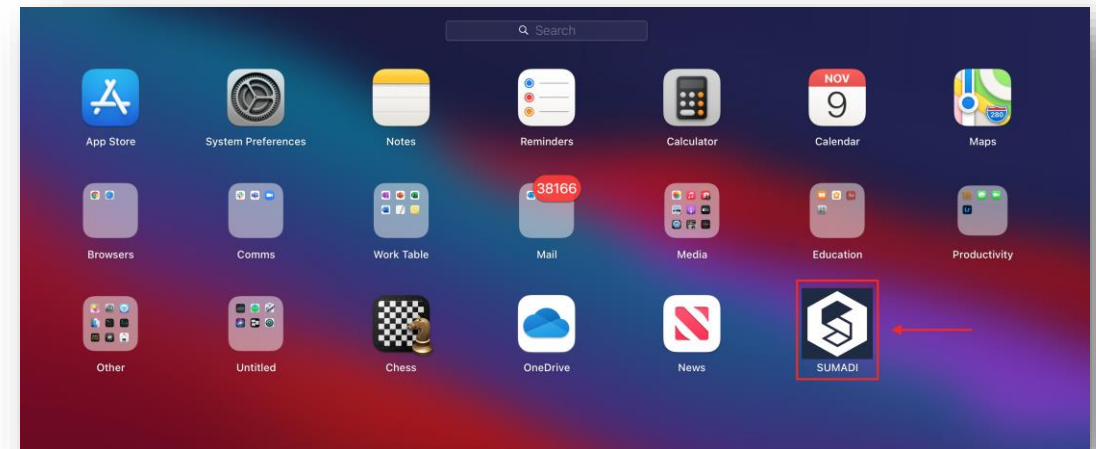 Search
App Store
System Preferences
Notes
Reminders
Calculator
NOV
9
Calendar
280
Maps
Browsers
Comms
Work Table
38166
Mail
Media
Education
Productivity
Other
Untitled
Chess
OneDrive
News
SUMADI